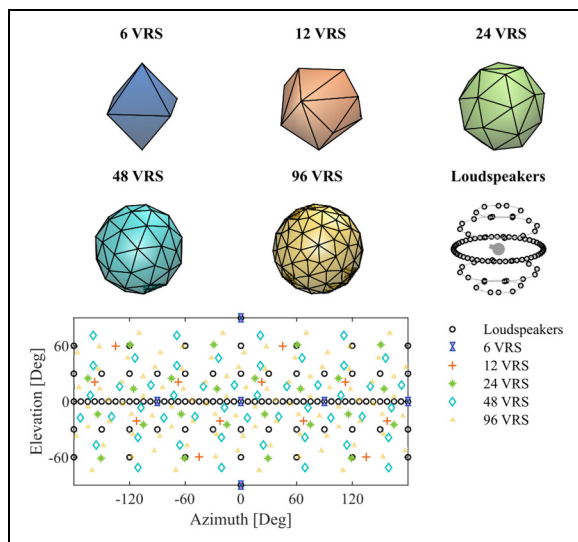 6 VRS 12 VRS 24 VRS
48 VRS 96 VRS Loudspeakers
60
0
-60
Elevation [Deg]
-120 -60 0 60 120
Azimuth [Deg]
Loudspeakers
6 VRS
12 VRS
24 VRS
48 VRS
96 VRS